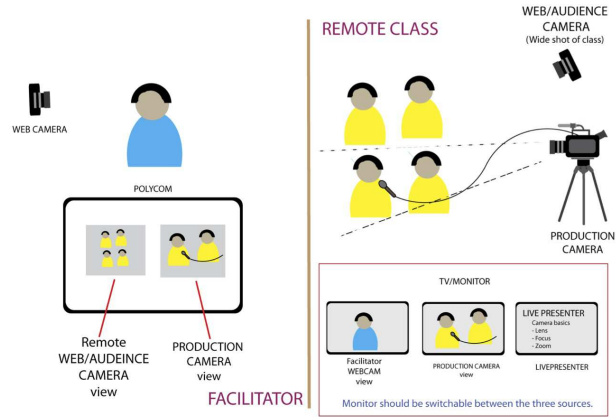 WEB CAMERA
POLYCOM
Remote
WEB/AUDEINCE
CAMERA
view
PRODUCTION
CAMERA
view
FACILITATOR
REMOTE CLASS
WEB/AUDIENCE
CAMERA
(Wide shot of class)
PRODUCTION
CAMERA
TV/MONITOR
Facilitator
WEBCAM
view
PRODUCTION CAMERA
view
LIVE PRESENTER
Camera basics
- Lens
- Focus
- Zoom
LIVEPRESENTER
Monitor should be switchable between the three sources.